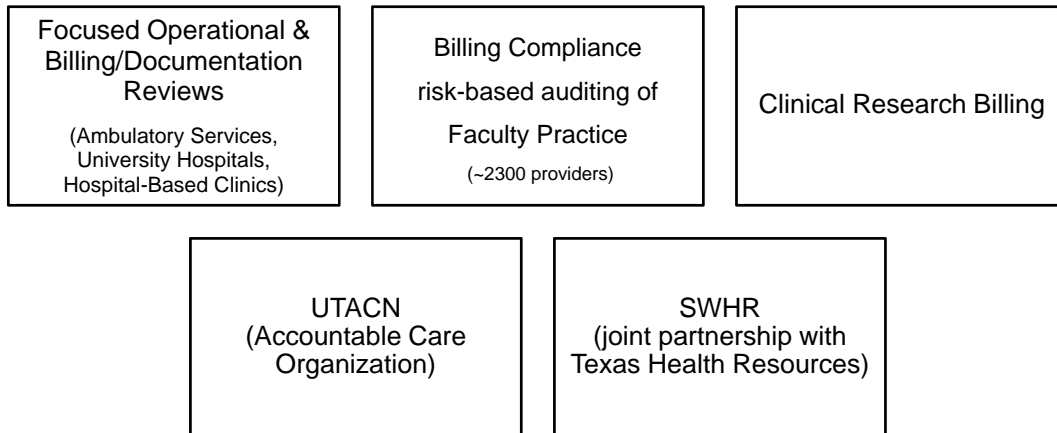 Focused Operational &
Billing/Documentation
Reviews
(Ambulatory Services,
University Hospitals,
Hospital-Based Clinics)
Billing Compliance
risk-based auditing of
Faculty Practice
(~2300 providers)
Clinical Research Billing
UTACN
(Accountable Care
Organization)
SWHR
(joint partnership with
Texas Health Resources)